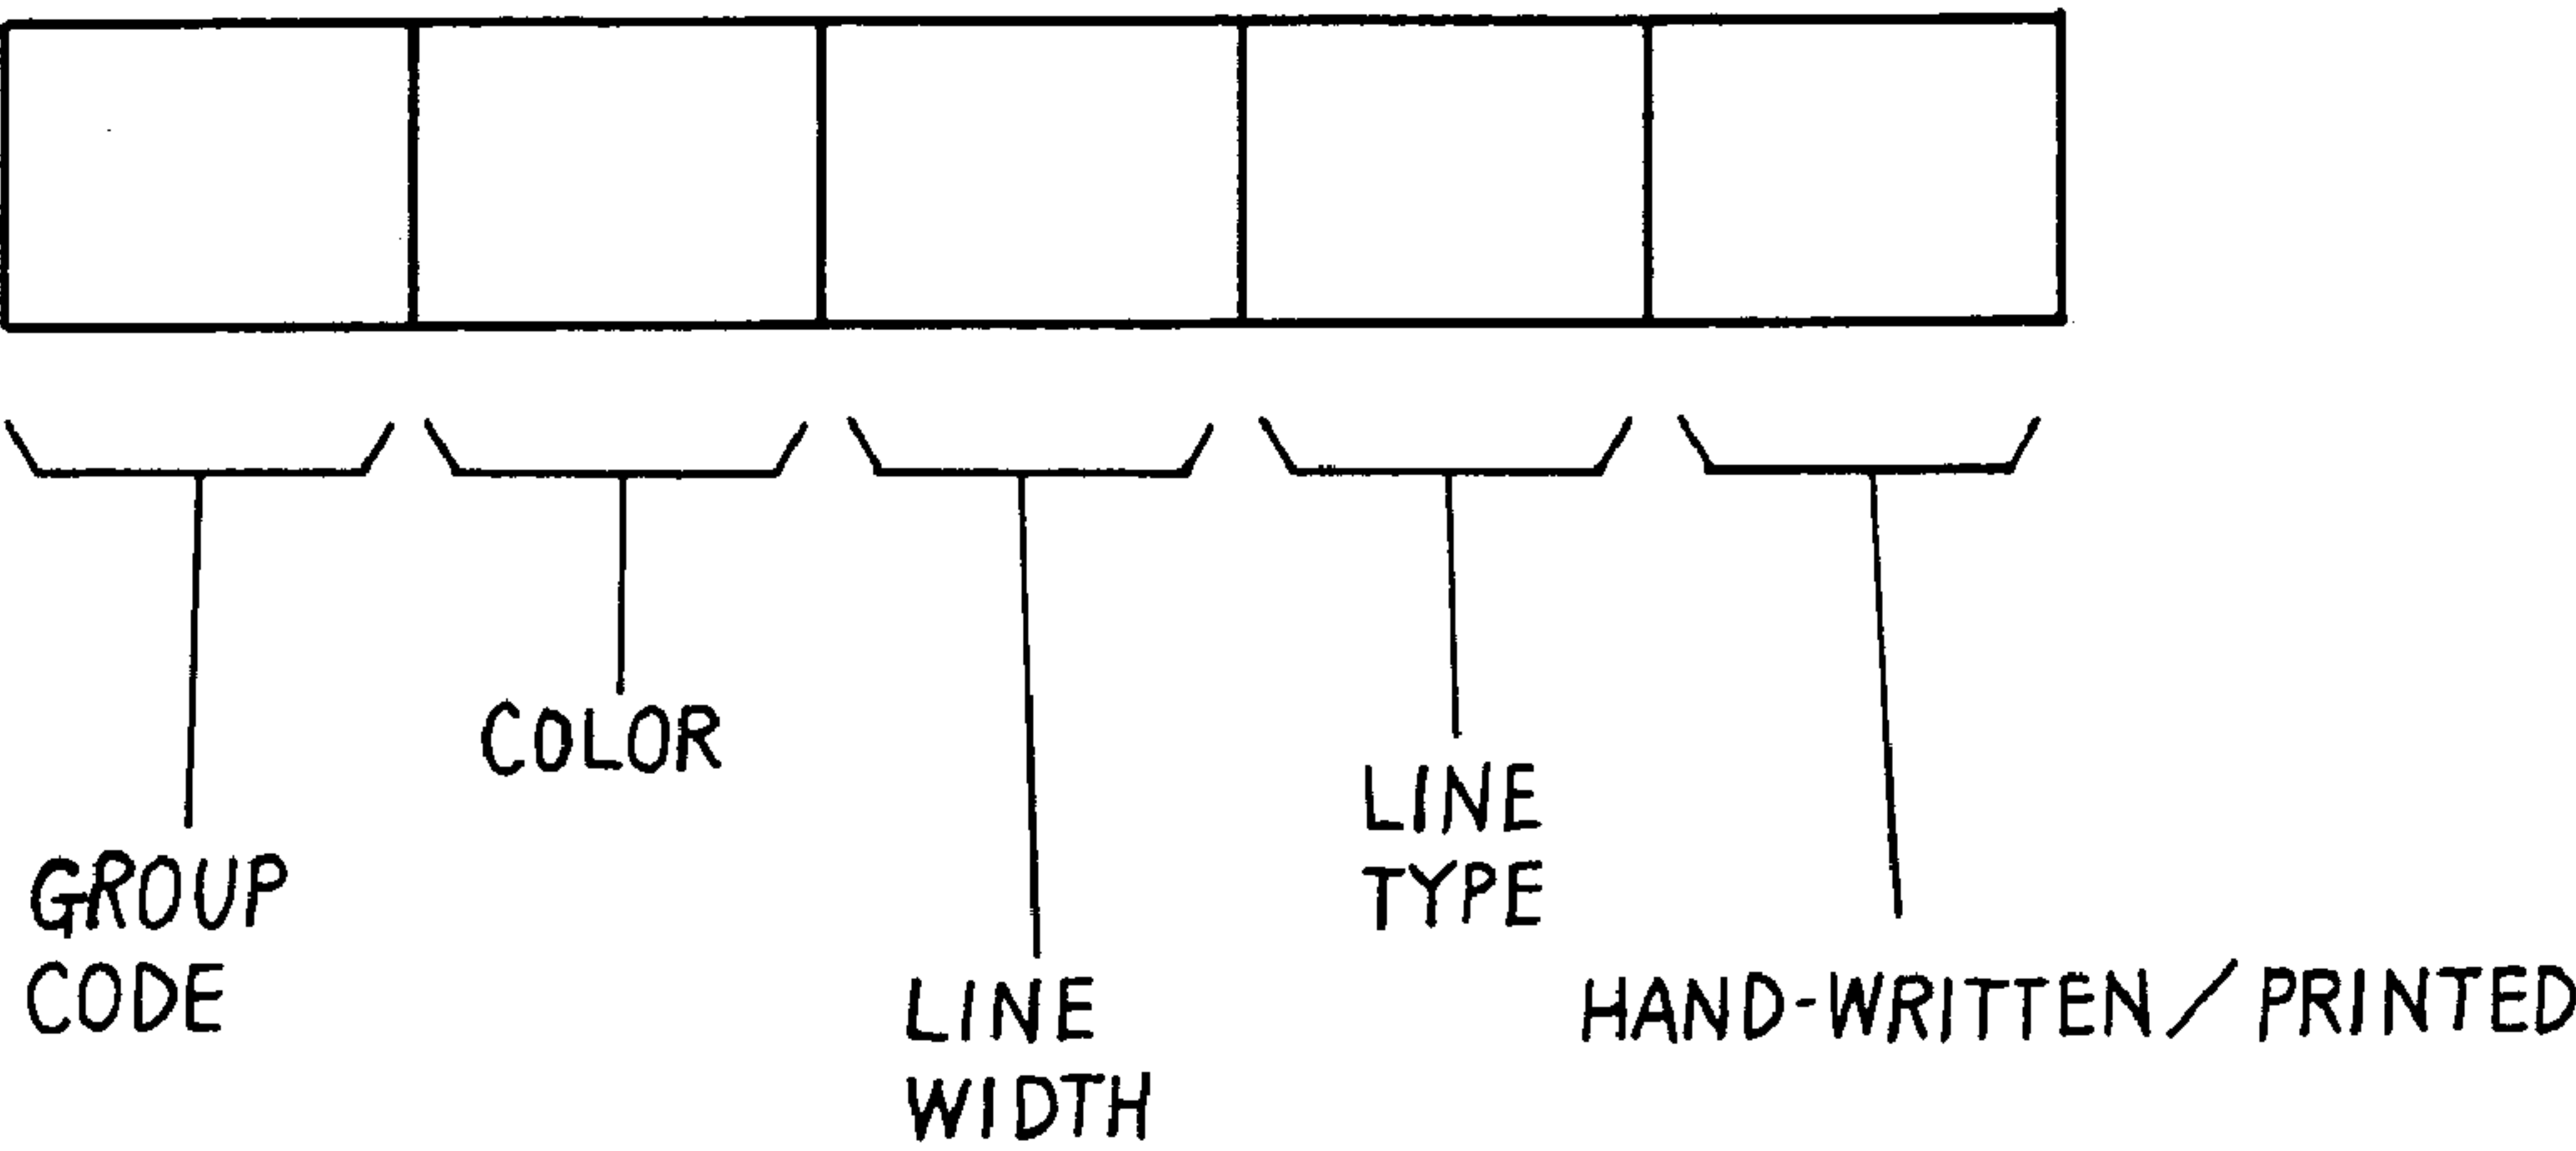 GROUP
CODE
COLOR
LINE
WIDTH
LINE
TYPE
HAND-WRITTEN/PRINTED